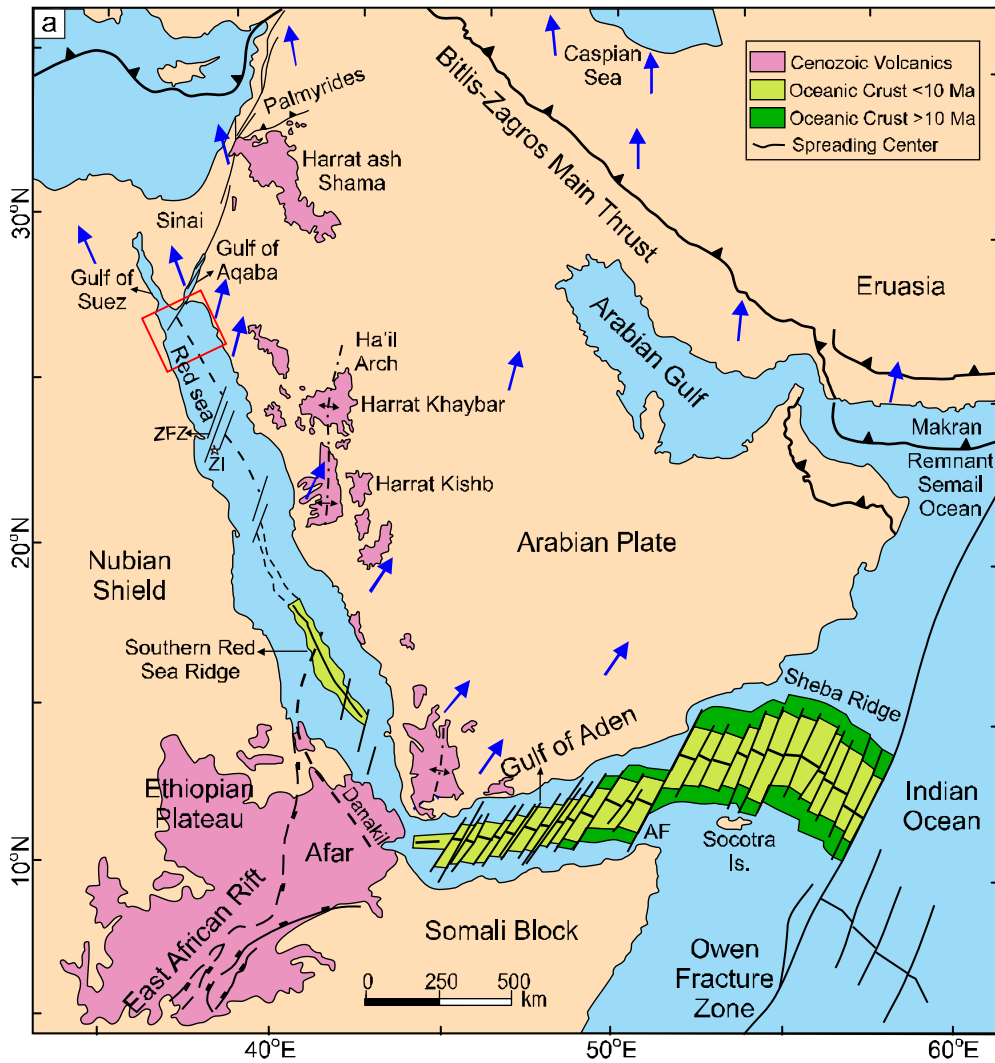 a
Caspian
Sea
Cenozoic Volcanics
Oceanic Crust <10 Ma
Oceanic Crust >10 Ma
Spreading Center
Palmyrides
Bitlis-Zagros Main Thrust
Harrat ash
Shama
30°N
Sinai
Gulf of
Aqaba
Gulf of
Suez
Eruasia
Arabian Gulf
Ha'il
Arch
Red sea
Harrat Khaybar
ZFZ
ZI
Makran
Remnant
Semail
Ocean
Harrat Kishb
20°N
Arabian Plate
Nubian
Shield
Southern Red
Sea Ridge
Sheba Ridge
Gulf of Aden
Ethiopian
Plateau
Danakil
Afar
AF
Socotra
Is.
Indian
Ocean
10°N
East African Rift
Somali Block
0 250 500
km
Owen
Fracture
Zone
40°E
50°E
60°E